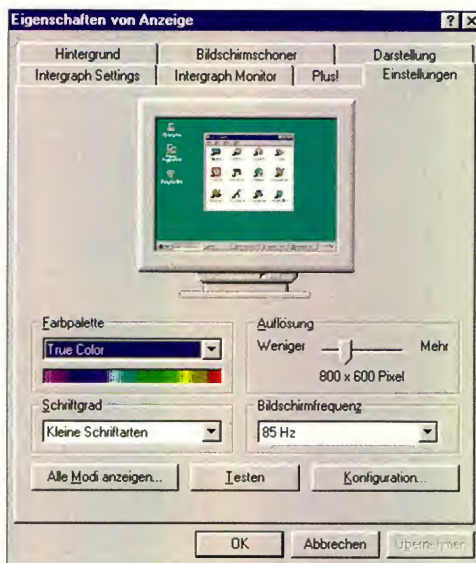 Eigenschaften von Anzeige
Hintergrund Bildschirmschoner Darstellung
Intergraph Settings Intergraph Monitor Plus! Einstellungen
Farbpalette
True Color
Auflösung
Weniger Mehr
800 x 600 Pixel
Schriftgrad
Kleine Schriftarten
Bildschirmfrequenz
85 Hz
Alle Modi anzeigen... Testen Konfiguration...
OK Abbrechen Übernehmen